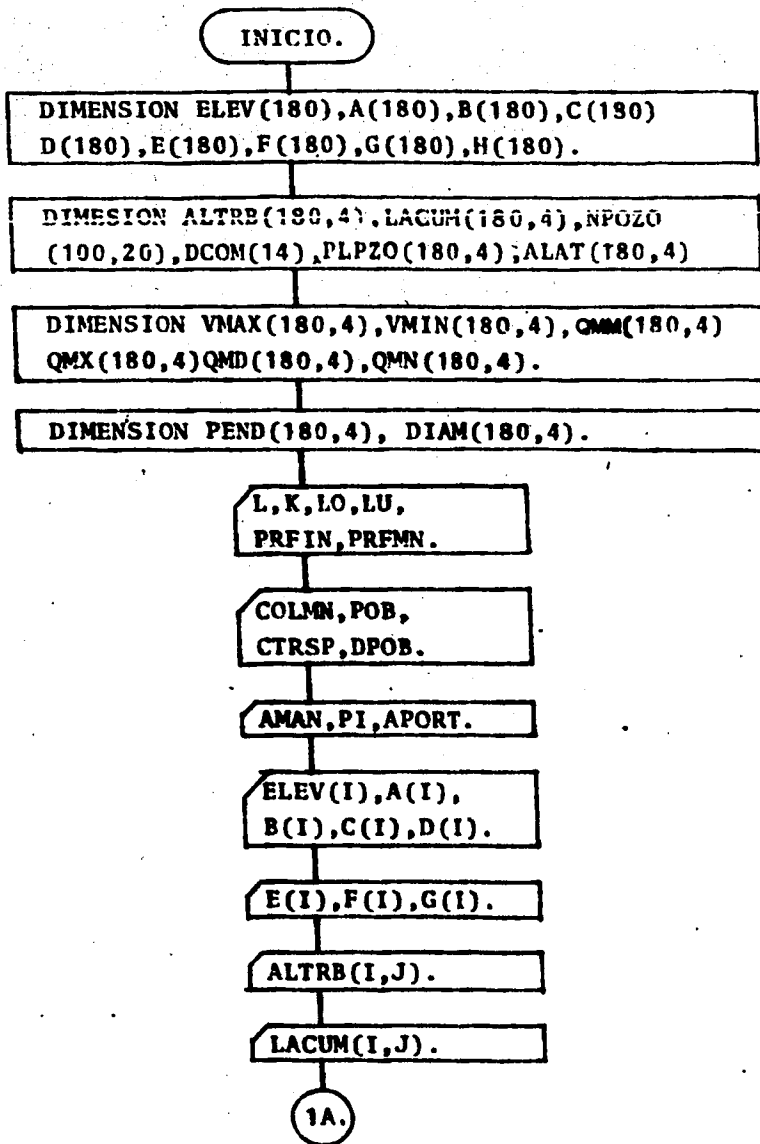 INICIO.
DIMENSION ELEV(180),A(180),B(180),C(180)
D(180),E(180),F(180),G(180),H(180).
DIMESION ALTRB(180,4),LACUM(180,4),NPOZO
(100,20),DCOM(14),PLPZO(180,4);ALAT(180,4)
DIMENSION VMAX(180,4),VMIN(180,4),QMM(180,4)
QMX(180,4)QMD(180,4),QMN(180,4).
DIMENSION PEND(180,4), DIAM(180,4).
L,K,LO,LU,
PRFIN,PRFMN.
COLMN,POB,
CTRSP,DPOB.
AMAN,PI,APORT.
ELEV(I),A(I),
B(I),C(I),D(I).
E(I),F(I),G(I).
ALTRB(I,J).
LACUM(I,J).
1A.